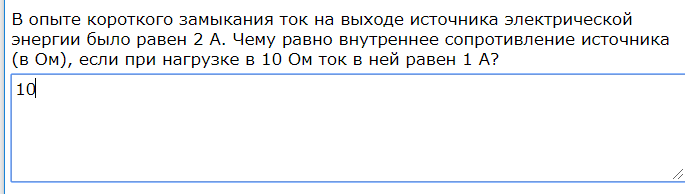 В опыте короткого замыкания ток на выходе источника электрической
энергии было равен 2 А. Чему равно внутреннее сопротивление источника
(в Ом), если при нагрузке в 10 Ом ток в ней равен 1 А?
10